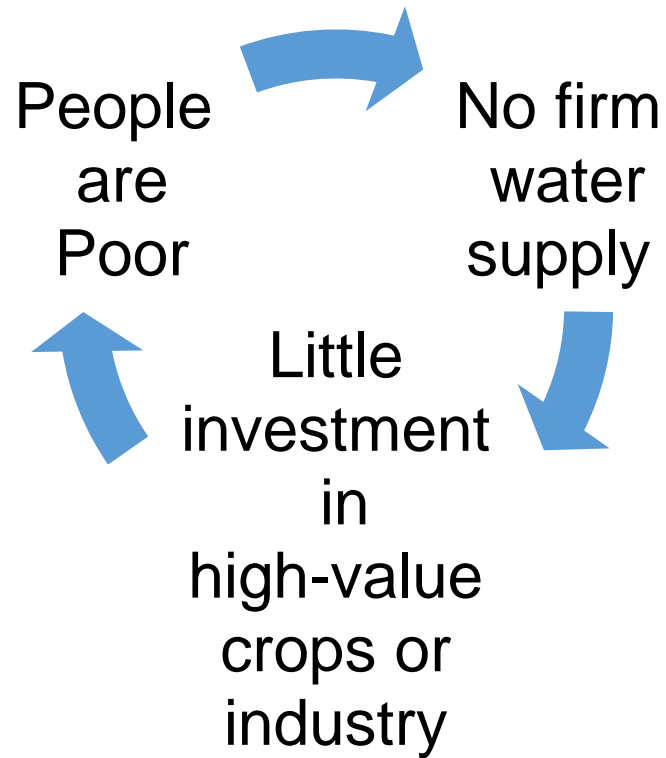 People
are
Poor
No firm
water
supply
Little
investment
in
high-value
crops or
industry